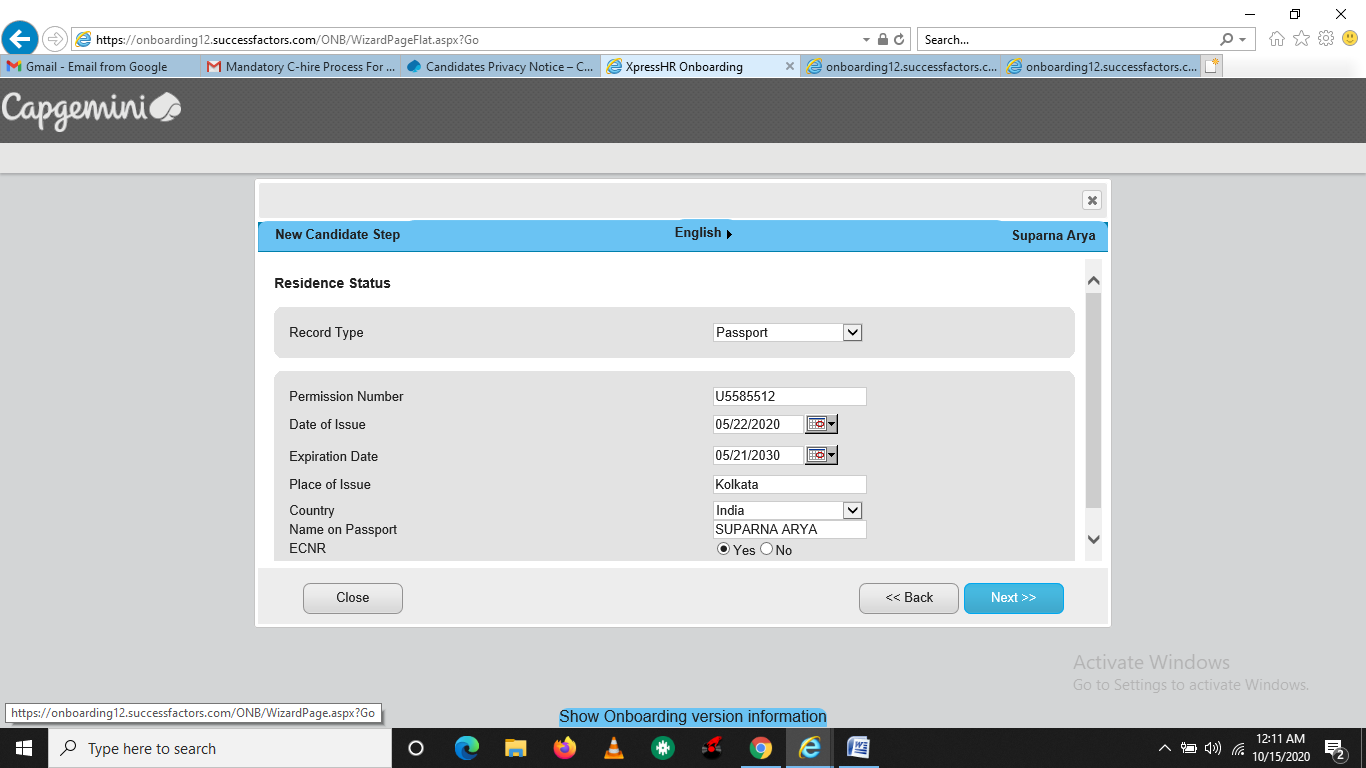 https://onboarding12.successfactors.com/ONB/WizardPageFlat.aspx?Go
Search...
Gmail - Email from Google
Mandatory C-hire Process For ...
Candidates Privacy Notice – C...
XpressHR Onboarding
onboarding12.successfactors.c...
onboarding12.successfactors.c...
Capgemini
New Candidate Step
English
Suparna Arya
Residence Status
Record Type Passport
Permission Number U5585512
Date of Issue 05/22/2020
Expiration Date 05/21/2030
Place of Issue Kolkata
Country India
Name on Passport SUPARNA ARYA
ECNR Yes No
Close << Back Next >>
Activate Windows
Go to Settings to activate Windows.
https://onboarding12.successfactors.com/ONB/WizardPage.aspx?Go
Show Onboarding version information
Type here to search
12:11 AM
10/15/2020
2